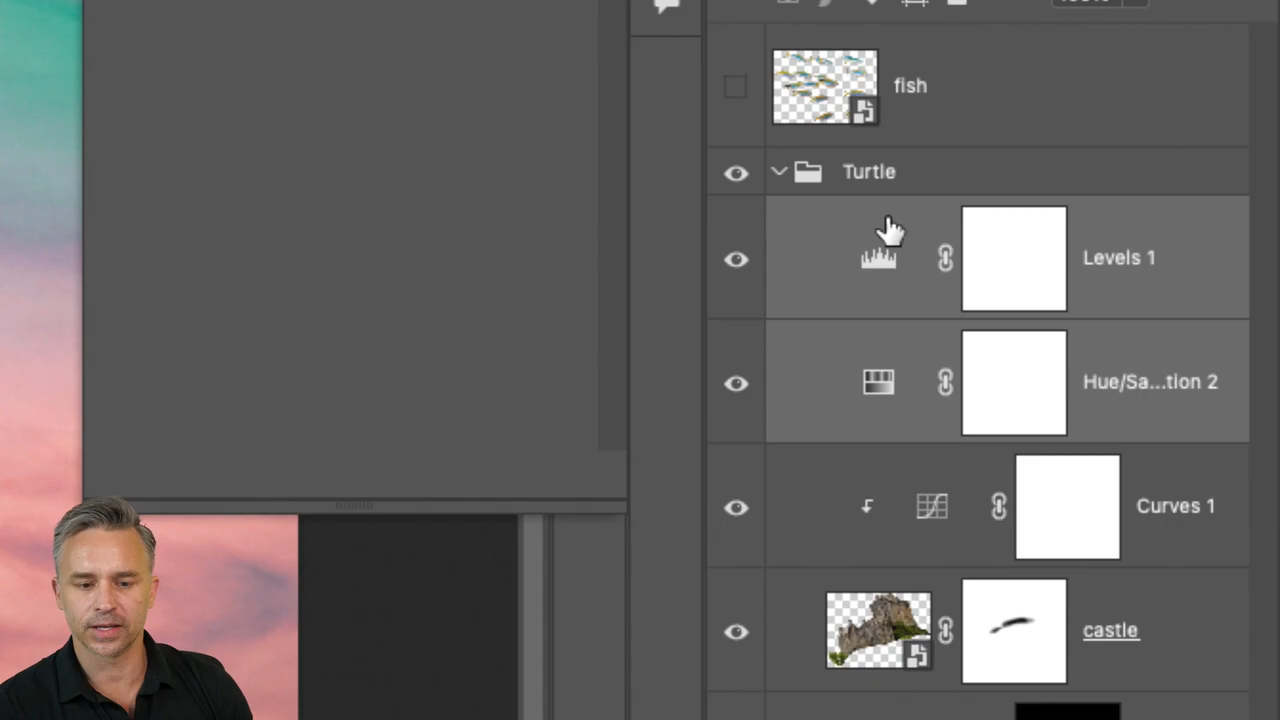 fish
Turtle
Levels 1
Hue/Sa...tion 2
Curves 1
castle